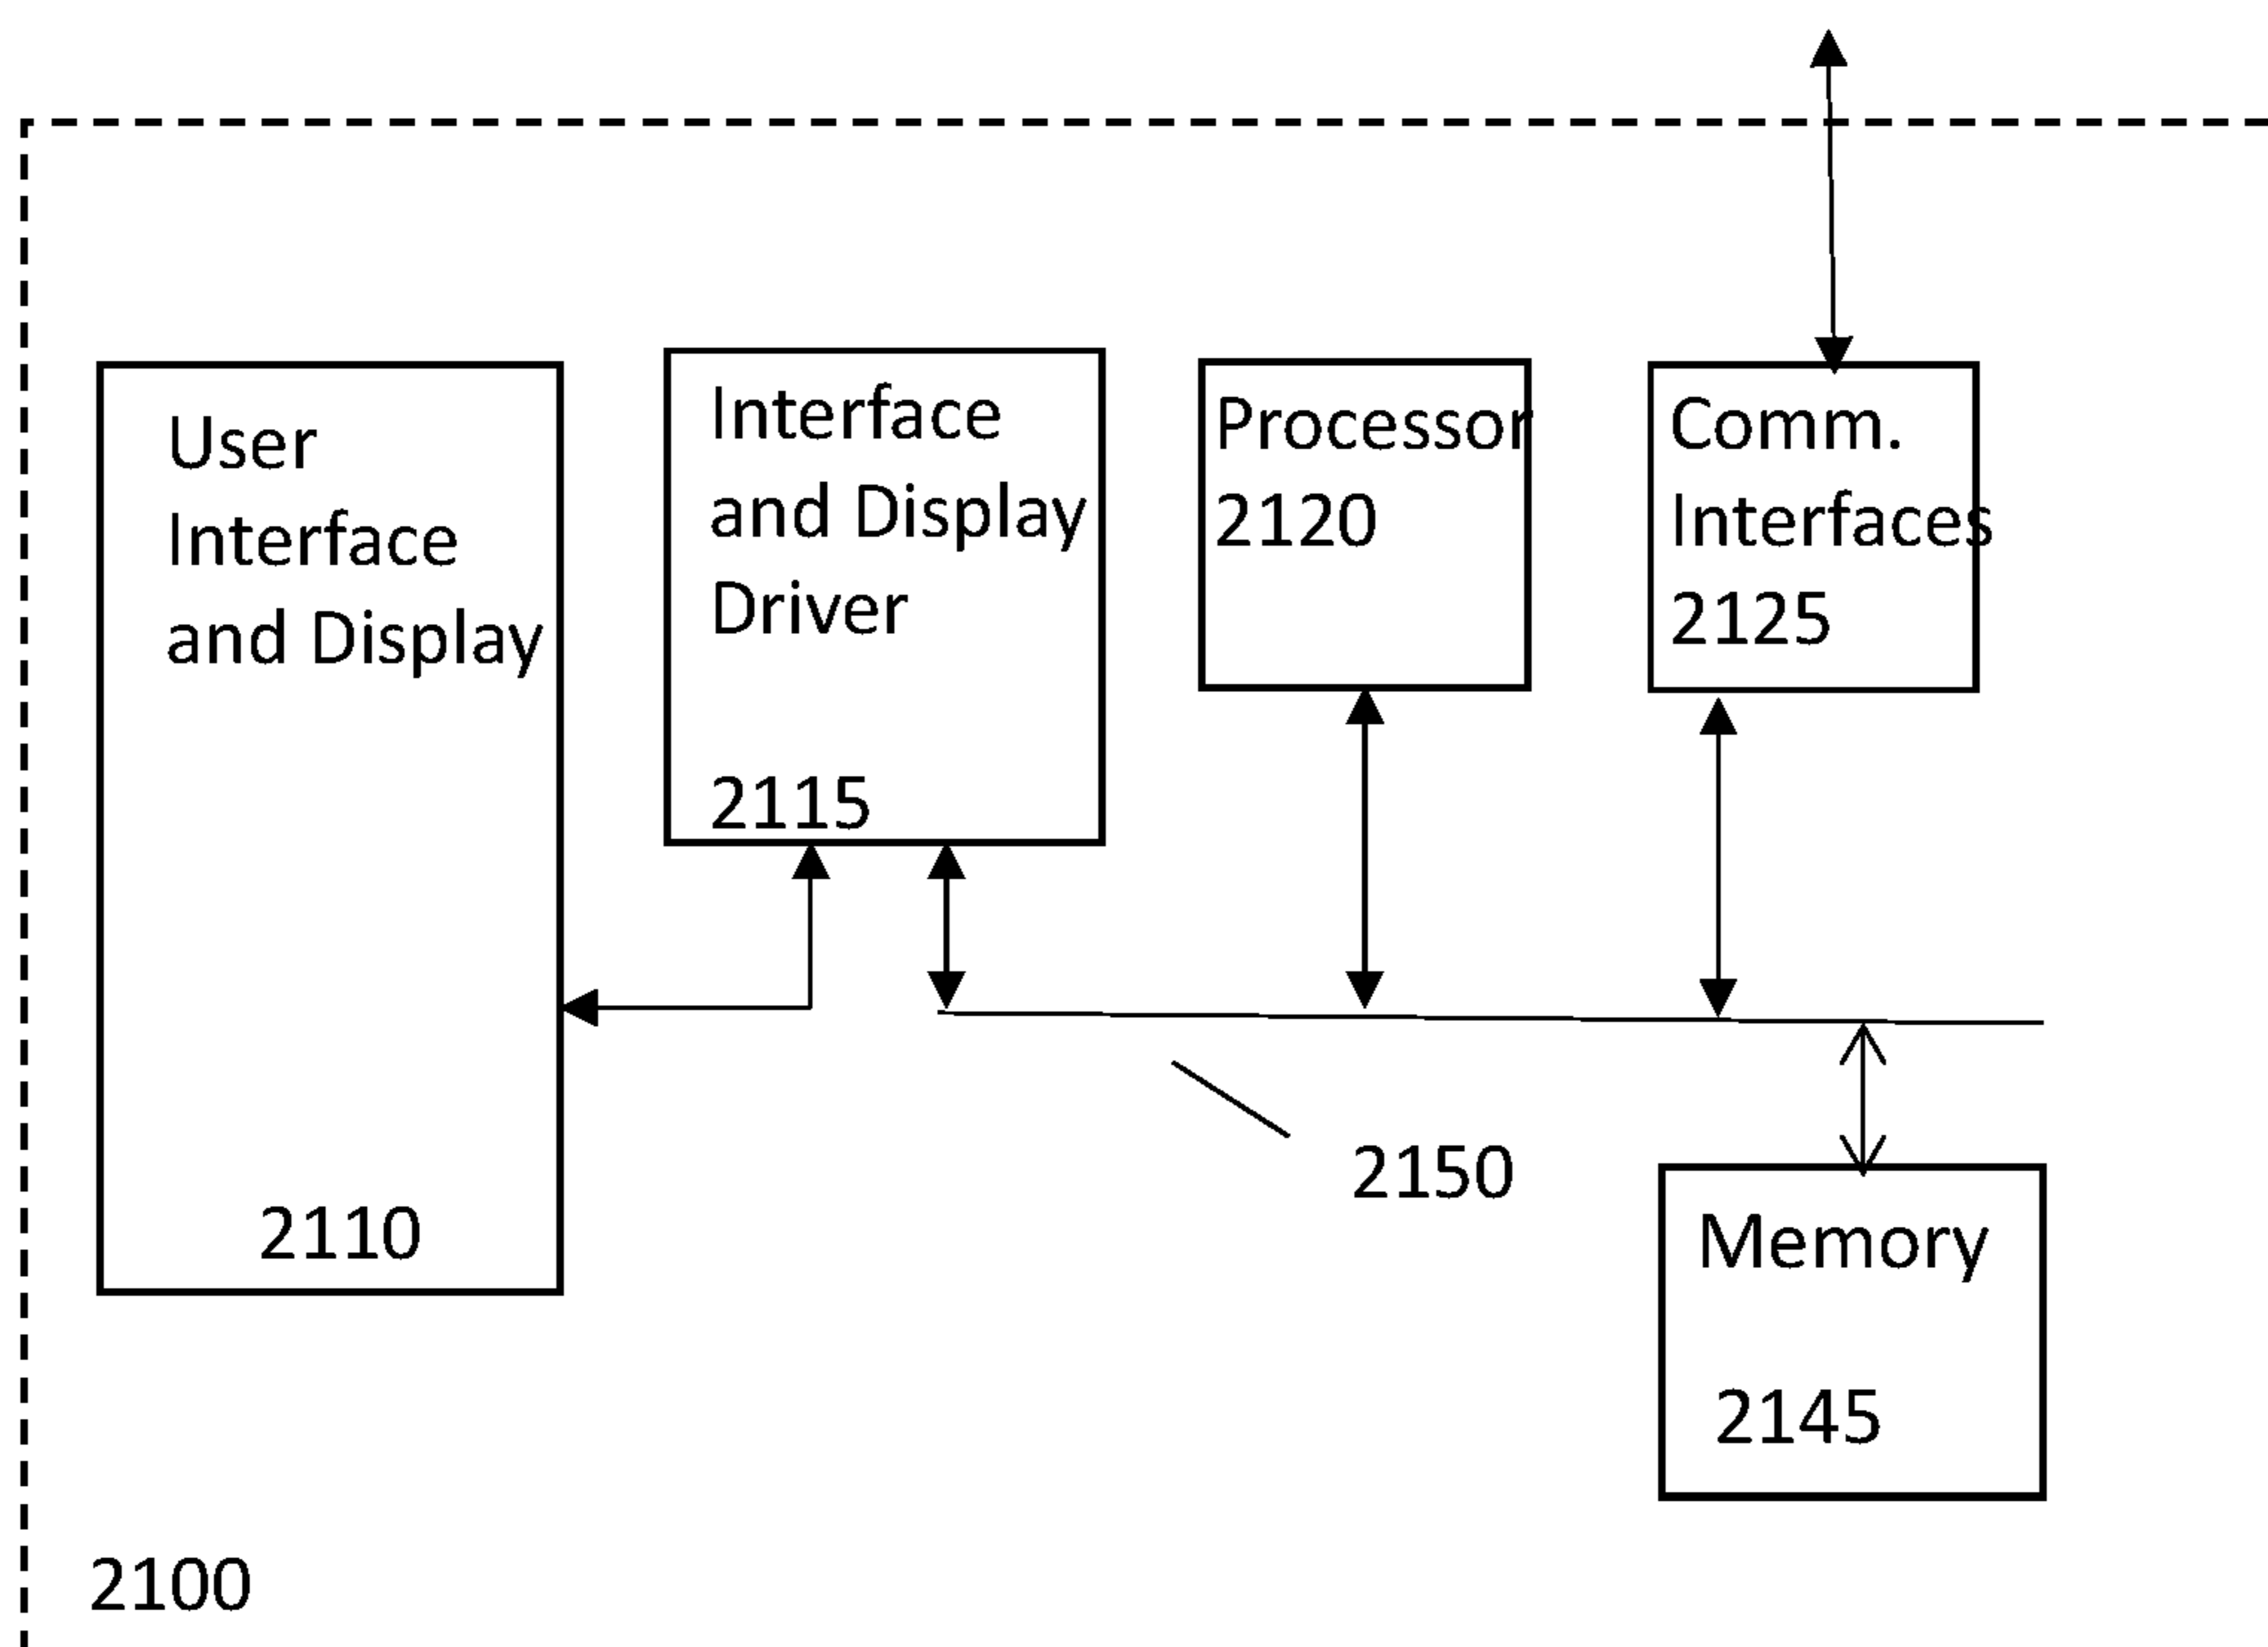 User
Interface
and Display
2110
Interface
and Display
Driver
2115
Processor
2120
Comm.
Interfaces
2125
2150
Memory
2145
2100